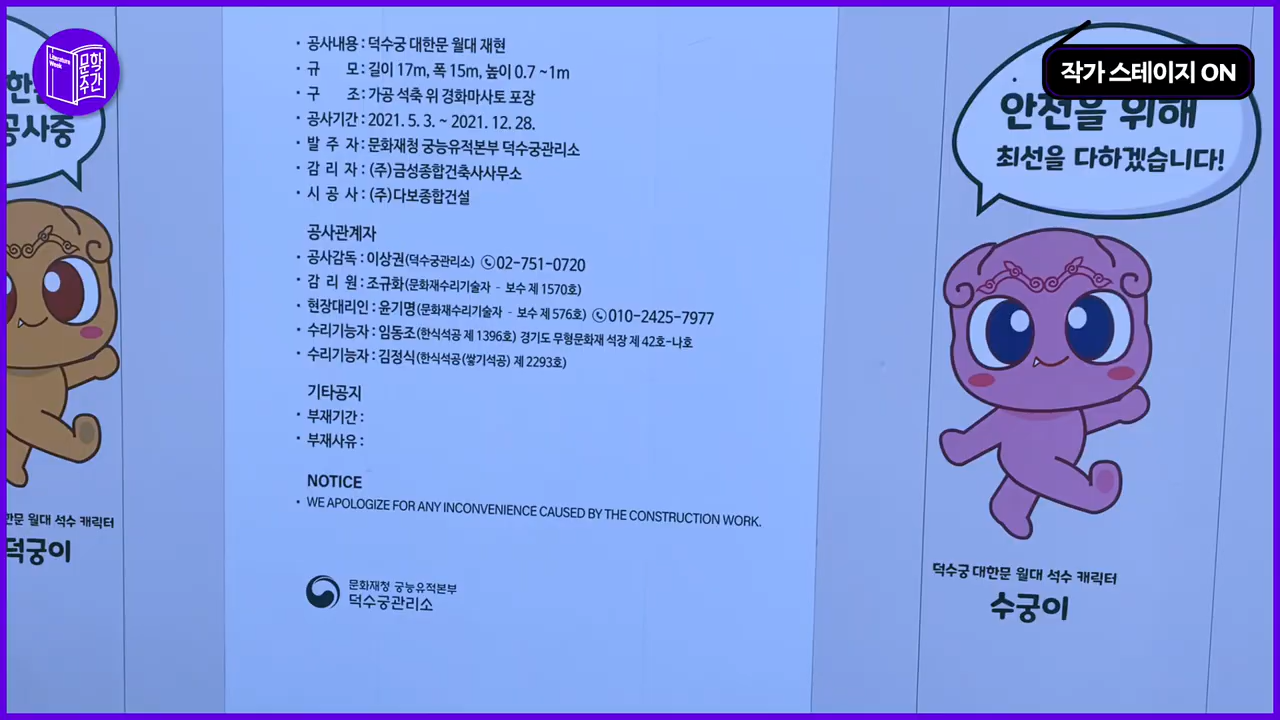 Literature
Week
문학
주간
작가 스테이지 ON
공사중
· 공사내용 : 덕수궁 대한문 월대 재현
· 규 모 : 길이 17m, 폭 15m, 높이 0.7 ~1m
· 구 조 : 가공 석축 위 경화마사토 포장
· 공사기간 : 2021. 5. 3. ~ 2021. 12. 28.
· 발 주 자 : 문화재청 궁능유적본부 덕수궁관리소
· 감 리 자 : (주)금성종합건축사사무소
· 시 공 사 : (주)다보종합건설
공사관계자
· 공사감독 : 이상권(덕수궁관리소) 02-751-0720
· 감 리 원 : 조규화(문화재수리기술자 - 보수 제 1570호)
· 현장대리인 : 윤기명(문화재수리기술자 - 보수 제 576호) 010-2425-7977
· 수리기능자 : 임동조(한식석공 제 1396호) 경기도 무형문화재 석장 제 42호-나호
· 수리기능자 : 김정식(한식석공(쌓기석공) 제 2293호)
기타공지
· 부재기간 :
· 부재사유 :
NOTICE
· WE APOLOGIZE FOR ANY INCONVENIENCE CAUSED BY THE CONSTRUCTION WORK.
문화재청 궁능유적본부
덕수궁관리소
한문 월대 석수 캐릭터
덕궁이
안전을 위해
최선을 다하겠습니다!
덕수궁 대한문 월대 석수 캐릭터
수궁이